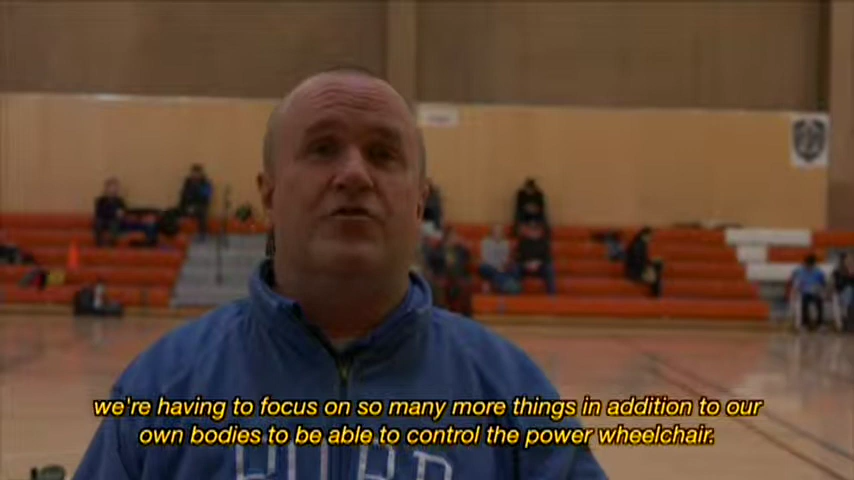 we're having to focus on so many more things in addition to our
own bodies to be able to control the power wheelchair.